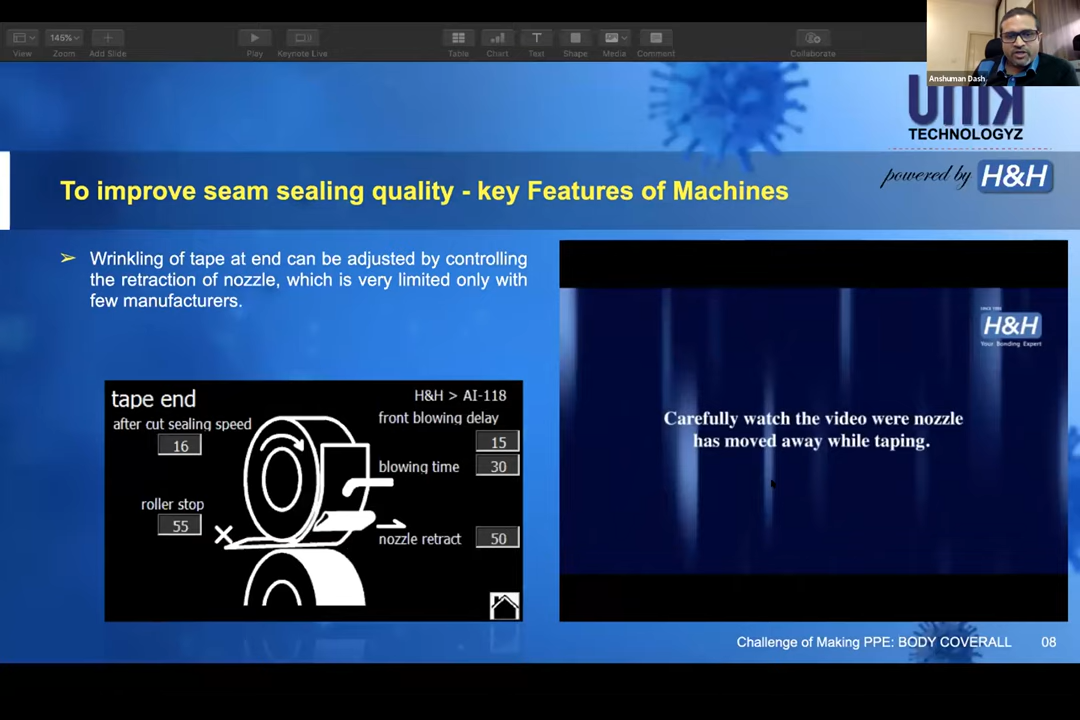 145%
View
Zoom
Add Slide
Play
Keynote Live
Table
Chart
Text
Shape
Media
Comment
Collaborate
Anshuman Dash
UNIK
TECHNOLOGYZ
powered by H&H
To improve seam sealing quality - key Features of Machines
➢ Wrinkling of tape at end can be adjusted by controlling
the retraction of nozzle, which is very limited only with
few manufacturers.
tape end
H&H > AI-118
after cut sealing speed
16
front blowing delay
15
blowing time
30
roller stop
55
nozzle retract
50
SINCE 1992
H&H
Your Bonding Expert
Carefully watch the video were nozzle
has moved away while taping.
Challenge of Making PPE: BODY COVERALL
08